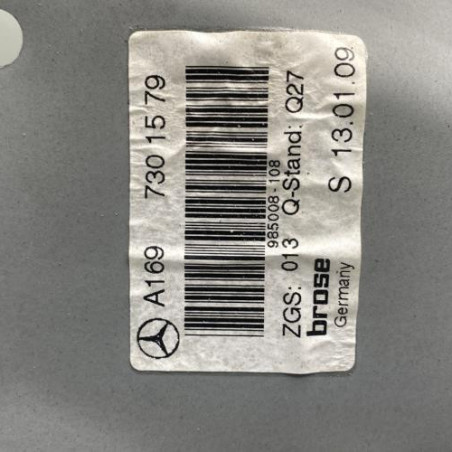 A169 730 15 79
985008-108
ZGS: 013 Q-Stand: Q27
brose
Germany
S 13.01.09